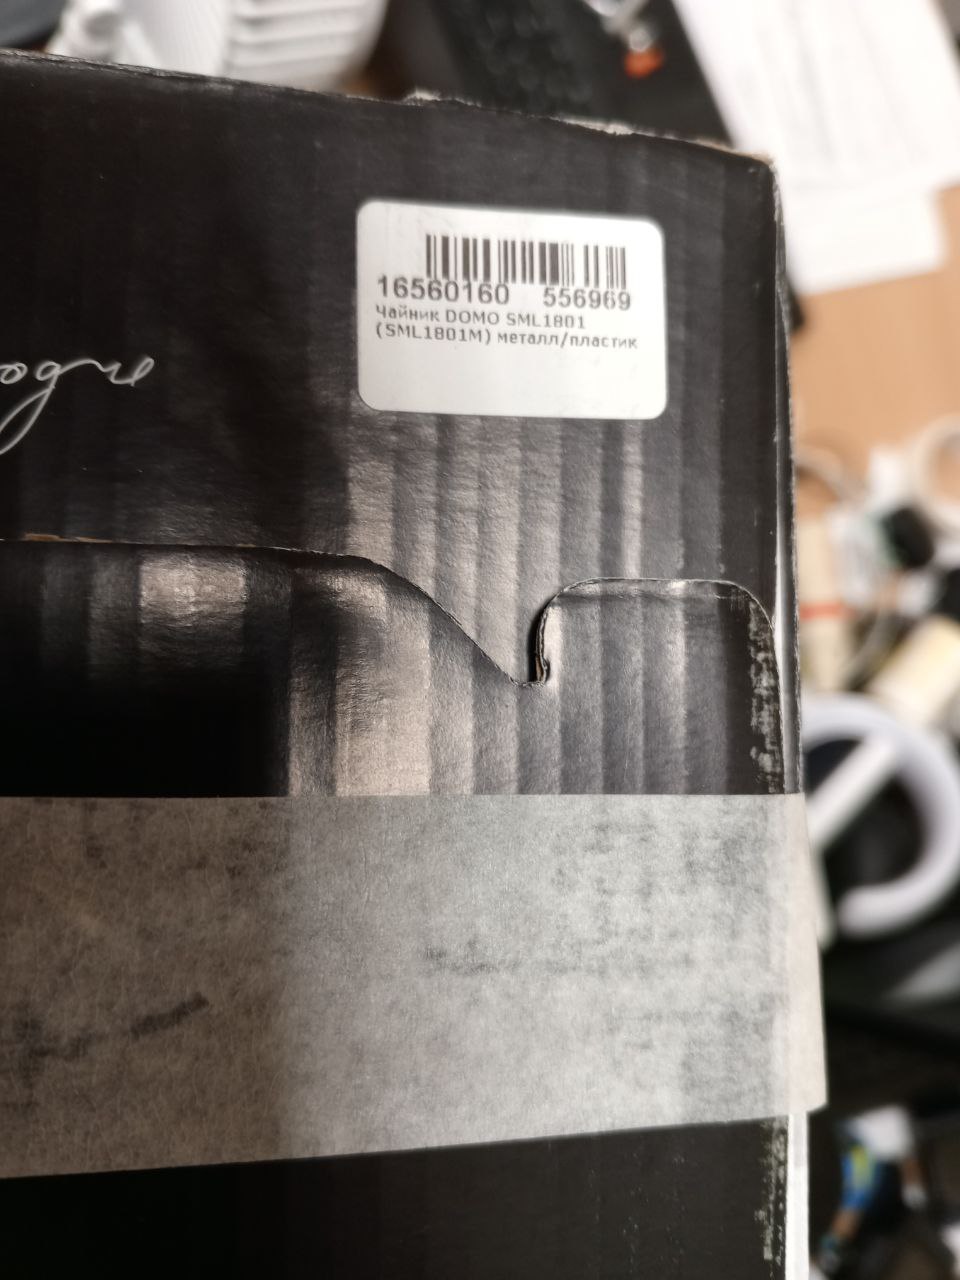 16560160 556969
Чайник DOMO SML1801
(SML1801M) металл/пластик